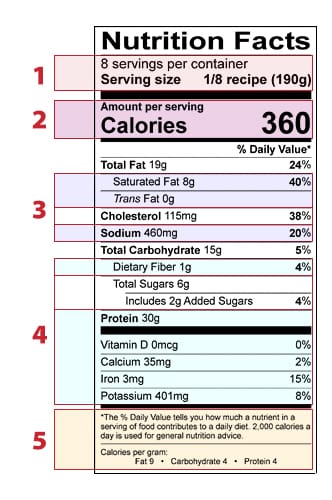 Nutrition Facts
1
8 servings per container
Serving size 1/8 recipe (190g)
2
Amount per serving
Calories 360
% Daily Value*
Total Fat 19g 24%
3
Saturated Fat 8g 40%
Trans Fat 0g
Cholesterol 115mg 38%
Sodium 460mg 20%
Total Carbohydrate 15g 5%
4
Dietary Fiber 1g 4%
Total Sugars 6g
Includes 2g Added Sugars 4%
Protein 30g
Vitamin D 0mcg 0%
Calcium 35mg 2%
Iron 3mg 15%
Potassium 401mg 8%
5
*The % Daily Value tells you how much a nutrient in a
serving of food contributes to a daily diet. 2,000 calories a
day is used for general nutrition advice.
Calories per gram:
Fat 9 • Carbohydrate 4 • Protein 4